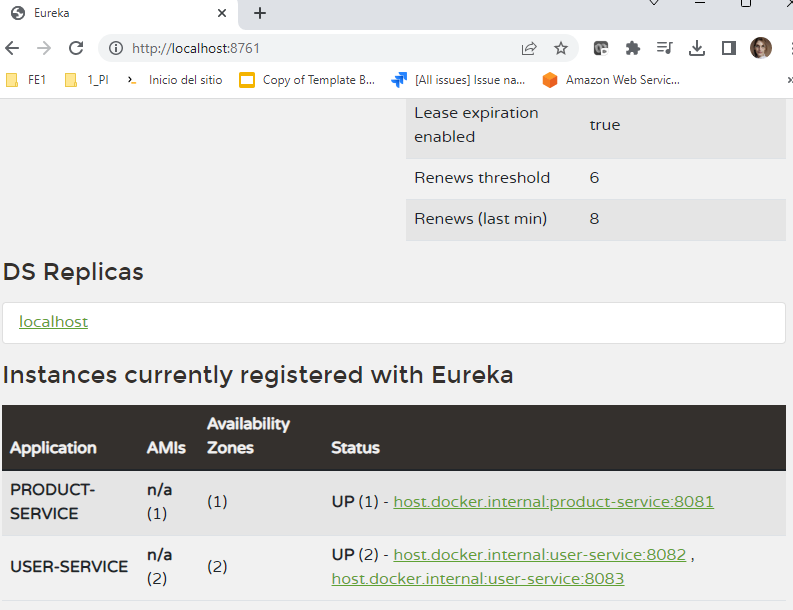 Eureka
http://localhost:8761
FE1 1_PI Inicio del sitio Copy of Template B... [All issues] Issue na... Amazon Web Servic...
Lease expiration
enabled
true
Renews threshold 6
Renews (last min) 8
DS Replicas
localhost
Instances currently registered with Eureka
Application AMIs Availability
Zones Status
PRODUCT-
SERVICE
n/a
(1)
(1)
UP (1) - host.docker.internal:product-service:8081
USER-SERVICE
n/a
(2)
(2)
UP (2) - host.docker.internal:user-service:8082 ,
host.docker.internal:user-service:8083